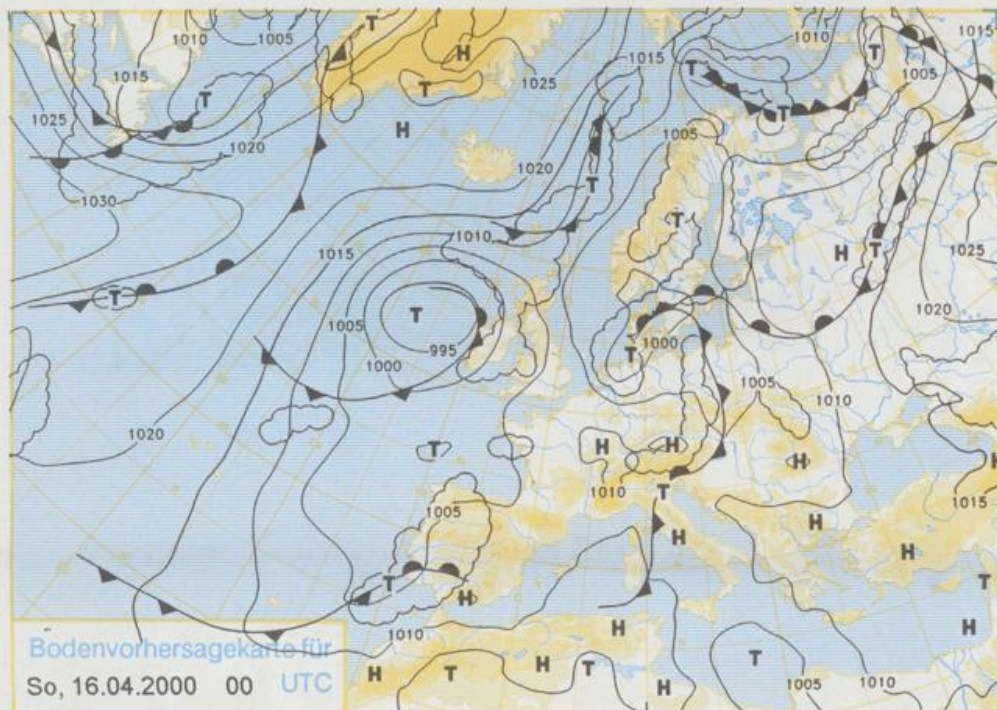 1010 1005 T 1010 1015
H T
1015 T 1015 T 1005
T 1025
1025 T
H
1020 1005
1020
1030 T
T
1010
1015 H T 1025
T
1005 T 1020
1000
995 T
1000
1005
1010
1020
T H H H H
1010
T 1015
1005
H
H H
T T
H
1010 H H
Bodenvorhersagekarte für
So, 16.04.2000 00 UTC
H T H T H T 1005 1010